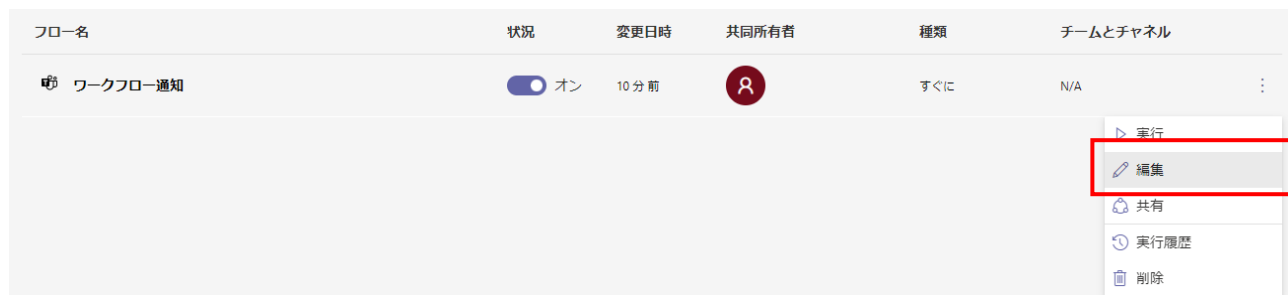 フロー名 状況 変更日時 共同所有者 種類 チームとチャネル
ワークフロー通知 オン 10 分前 すぐに N/A
実行
編集
共有
実行履歴
削除